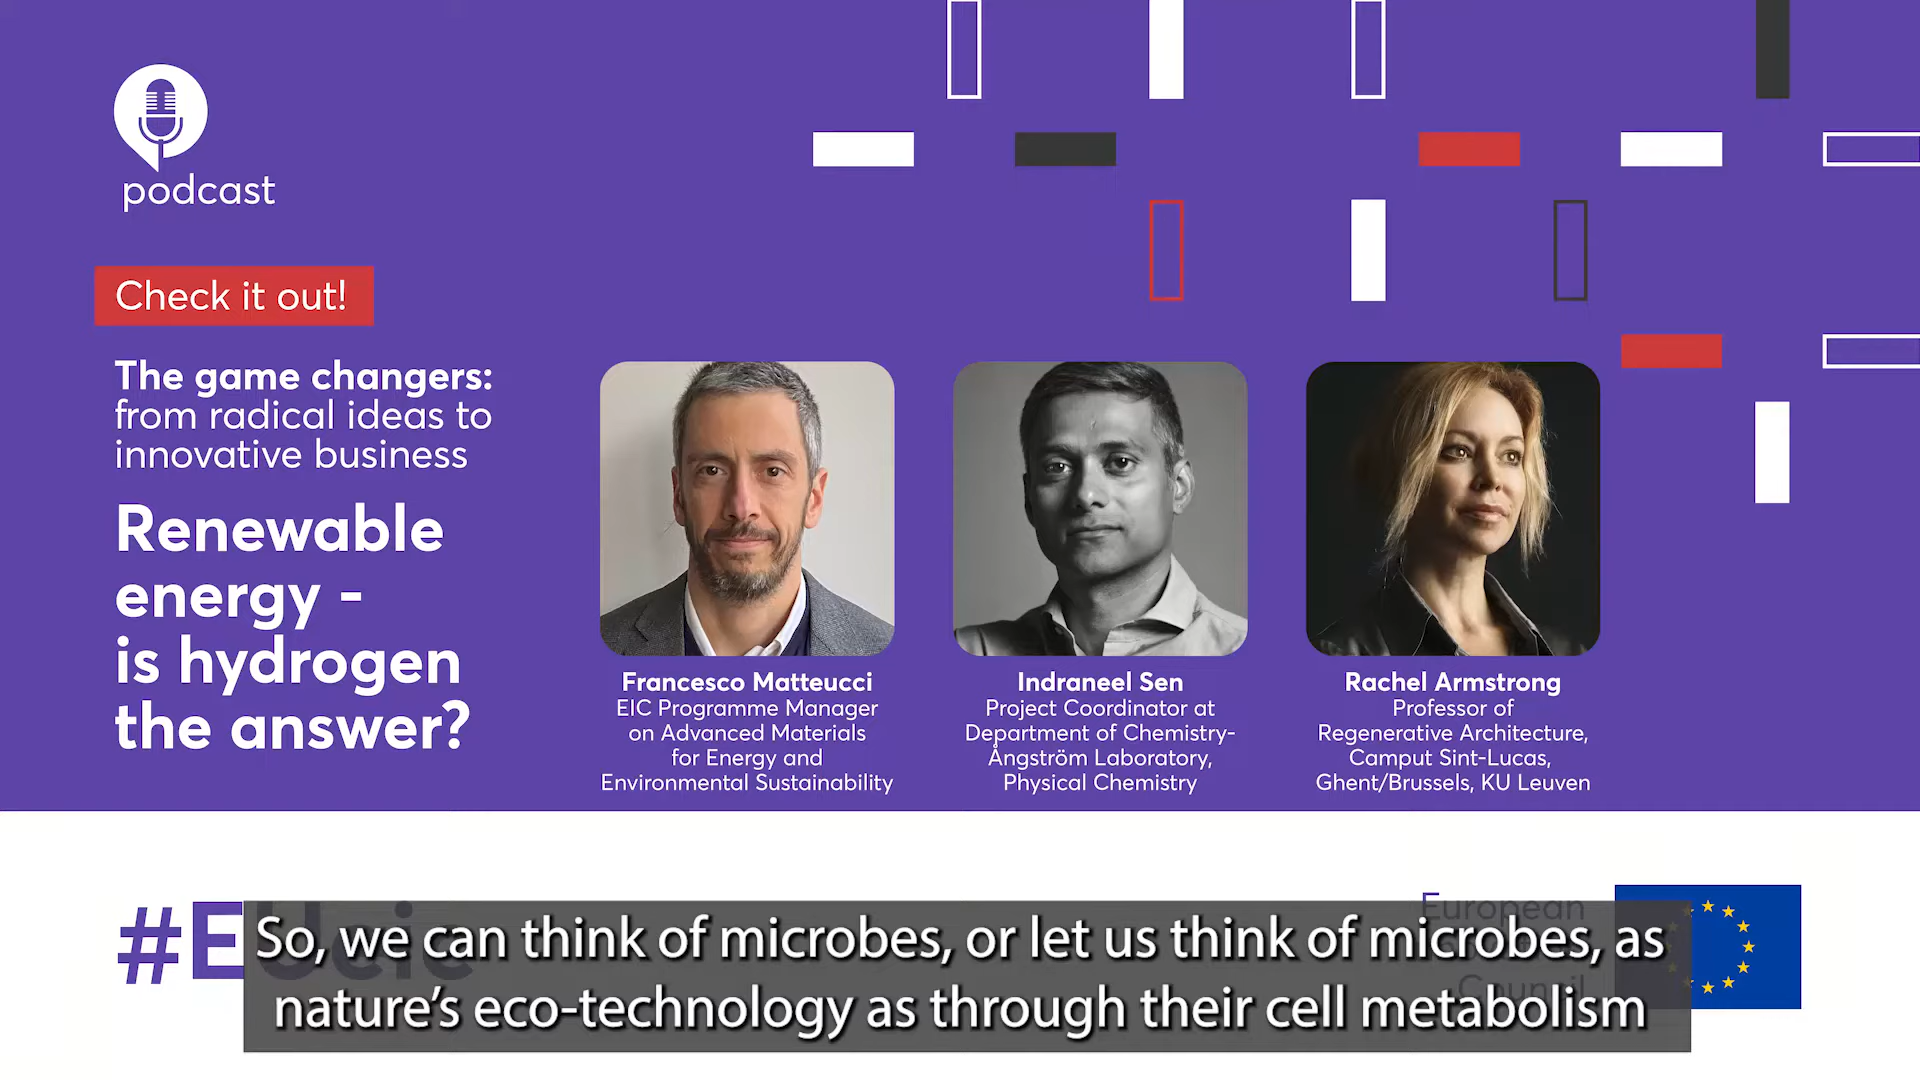 podcast
Check it out!
The game changers:
from radical ideas to
innovative business
Renewable
energy -
is hydrogen
the answer?
Francesco Matteucci
EIC Programme Manager
on Advanced Materials
for Energy and
Environmental Sustainability
Indraneel Sen
Project Coordinator at
Department of Chemistry-
Ångström Laboratory,
Physical Chemistry
Rachel Armstrong
Professor of
Regenerative Architecture,
Camput Sint-Lucas,
Ghent/Brussels, KU Leuven
#EUeic
European
Council
So, we can think of microbes, or let us think of microbes, as
nature's eco-technology as through their cell metabolism